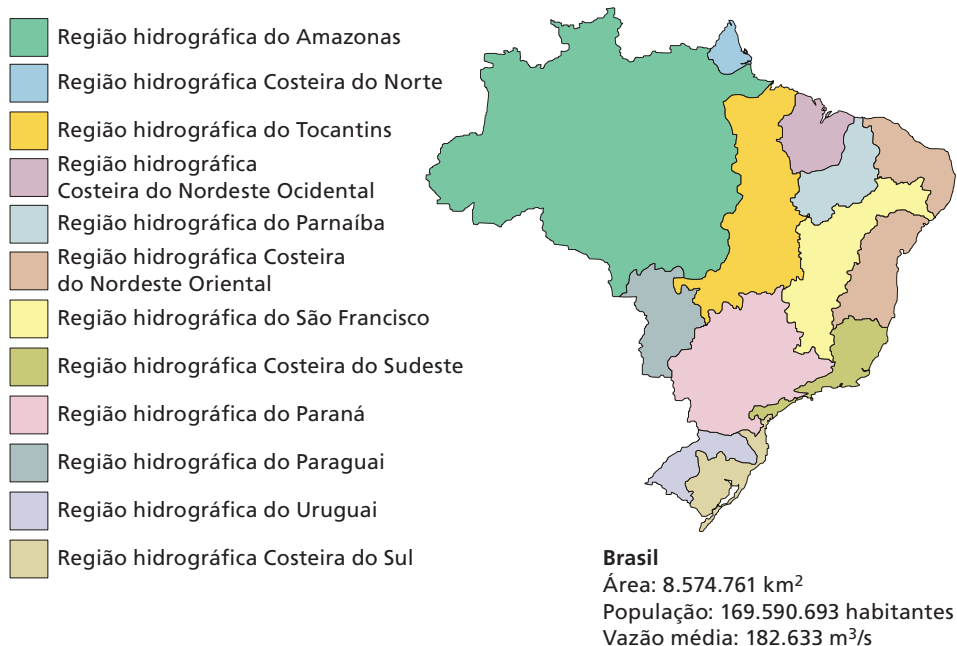 Região hidrográfica do Amazonas
Região hidrográfica Costeira do Norte
Região hidrográfica do Tocantins
Região hidrográfica
Costeira do Nordeste Ocidental
Região hidrográfica do Parnaíba
Região hidrográfica Costeira
do Nordeste Oriental
Região hidrográfica do São Francisco
Região hidrográfica Costeira do Sudeste
Região hidrográfica do Paraná
Região hidrográfica do Paraguai
Região hidrográfica do Uruguai
Região hidrográfica Costeira do Sul
Brasil
Área: 8.574.761 km²
População: 169.590.693 habitantes
Vazão média: 182.633 m³/s